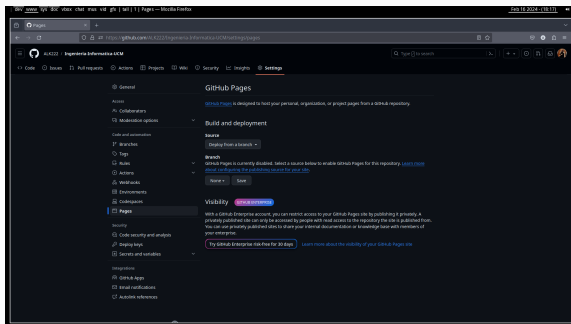 dev www sys doc vbox chat mus vid gfx | tall | 1 | Pages — Mozilla Firefox
Feb 16 2024 - (18:17)
Pages
https://github.com/ALK222/Ingenieria-Informatica-UCM/settings/pages
ALK222 / Ingenieria-Informatica-UCM
Type / to search
Code Issues Pull requests Actions Projects Wiki Security Insights Settings
General
Access
Collaborators
Moderation options
Code and automation
Branches
Tags
Rules
Actions
Webhooks
Environments
Codespaces
Pages
Security
Code security and analysis
Deploy keys
Secrets and variables
Integrations
GitHub Apps
Email notifications
Autolink references
GitHub Pages
GitHub Pages is designed to host your personal, organization, or project pages from a GitHub repository.
Build and deployment
Source
Deploy from a branch
Branch
GitHub Pages is currently disabled. Select a source below to enable GitHub Pages for this repository. Learn more
about configuring the publishing source for your site.
None Save
Visibility GITHUB ENTERPRISE
With a GitHub Enterprise account, you can restrict access to your GitHub Pages site by publishing it privately. A
privately published site can only be accessed by people with read access to the repository the site is published from.
You can use privately published sites to share your internal documentation or knowledge base with members of
your enterprise.
Try GitHub Enterprise risk-free for 30 days Learn more about the visibility of your GitHub Pages site